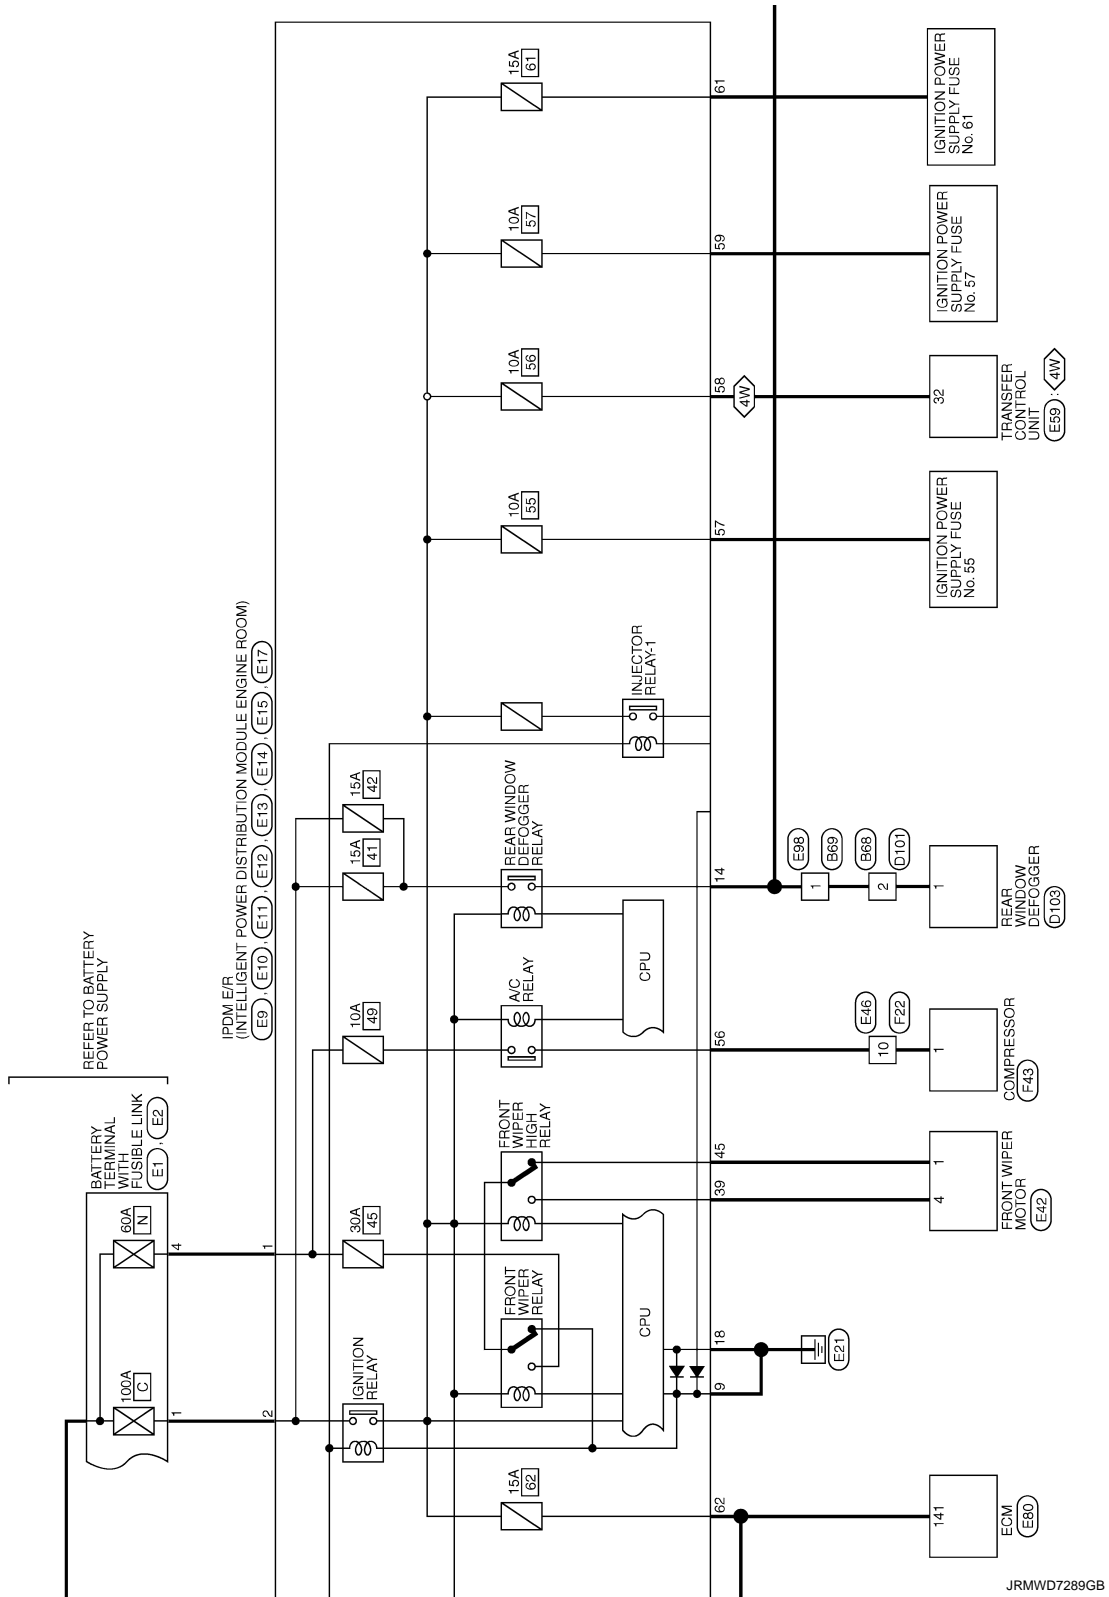 REFER TO BATTERY
POWER SUPPLY
BATTERY
TERMINAL
WITH
FUSIBLE LINK
E1 , E2
100A
C
60A
N
1
4
2
1
IPDM E/R
(INTELLIGENT POWER DISTRIBUTION MODULE ENGINE ROOM)
E9 , E10 , E11 , E12 , E13 , E14 , E15 , E17
IGNITION
RELAY
30A
45
10A
49
15A
41
15A
42
15A
62
FRONT
WIPER
RELAY
FRONT
WIPER
HIGH
RELAY
A/C
RELAY
REAR WINDOW
DEFOGGER
RELAY
INJECTOR
RELAY-1
10A
55
10A
56
10A
57
15A
61
CPU
CPU
62
9
18
39
45
56
14
57
58
59
61
4W
E21
E46
F22
10
E98
B69
1
B68
D101
2
141
ECM
E80
4
1
FRONT WIPER
MOTOR
E42
1
COMPRESSOR
F43
1
REAR
WINDOW
DEFOGGER
D103
IGNITION POWER
SUPPLY FUSE
No. 55
32
TRANSFER
CONTROL
UNIT
E59 : 4W
IGNITION POWER
SUPPLY FUSE
No. 57
IGNITION POWER
SUPPLY FUSE
No. 61
JRMWD7289GB